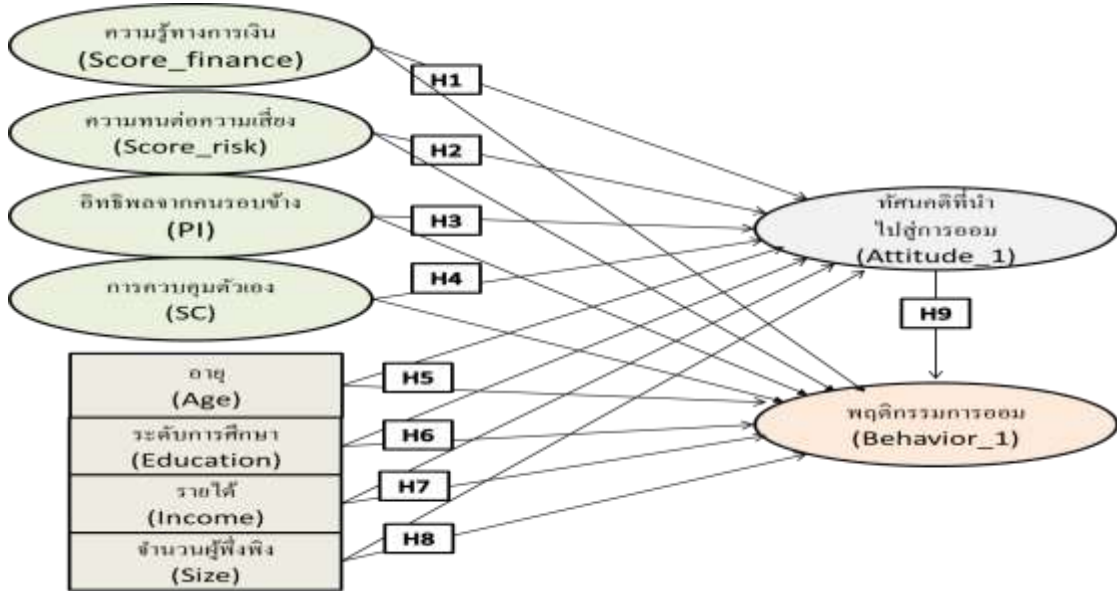 ความรู้ทางการเงิน
(Score_finance)
ความทนต่อความเสี่ยง
(Score_risk)
อิทธิพลจากคนรอบข้าง
(PI)
การควบคุมตัวเอง
(SC)
อายุ
(Age)
ระดับการศึกษา
(Education)
รายได้
(Income)
จำนวนผู้พึ่งพิง
(Size)
H1
H2
H3
H4
H5
H6
H7
H8
ทัศนคติที่นำ
ไปสู่การออม
(Attitude_1)
H9
พฤติกรรมการออม
(Behavior_1)